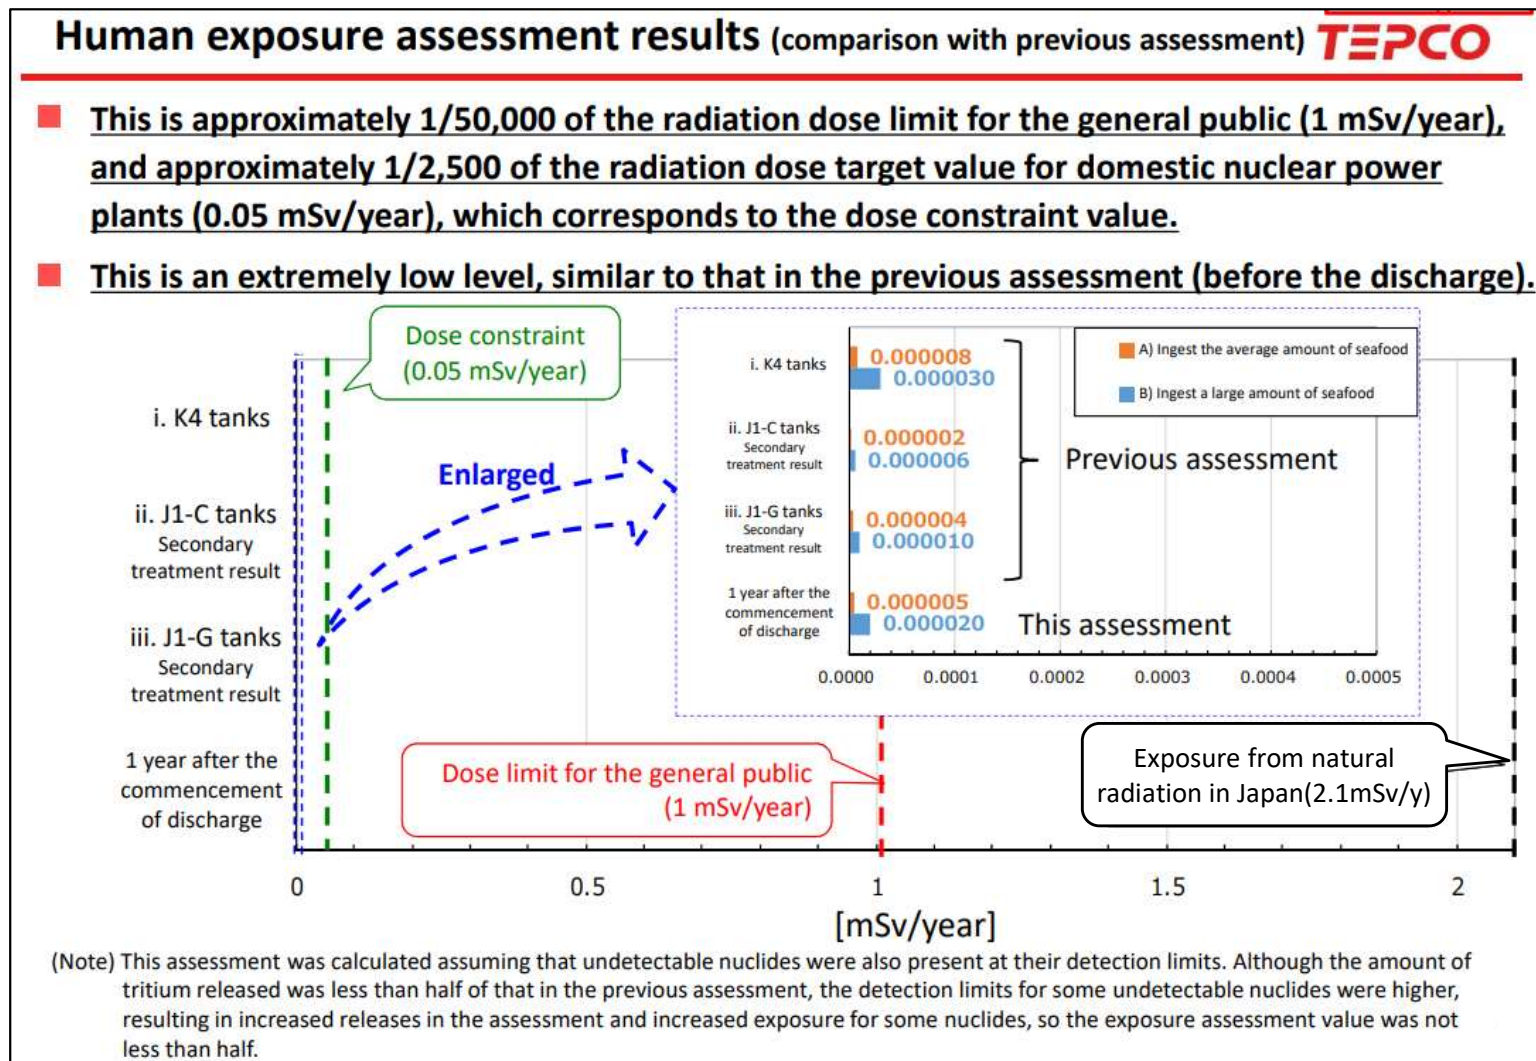 Human exposure assessment results (comparison with previous assessment) TEPCO
This is approximately 1/50,000 of the radiation dose limit for the general public (1 mSv/year),
and approximately 1/2,500 of the radiation dose target value for domestic nuclear power
plants (0.05 mSv/year), which corresponds to the dose constraint value.
This is an extremely low level, similar to that in the previous assessment (before the discharge).
Dose constraint
(0.05 mSv/year)
i. K4 tanks
ii. J1-C tanks
Secondary
treatment result
iii. J1-G tanks
Secondary
treatment result
1 year after the
commencement
of discharge
Enlarged
i. K4 tanks
0.000008
0.000030
ii. J1-C tanks
Secondary
treatment result
0.000002
0.000006
iii. J1-G tanks
Secondary
treatment result
0.000004
0.000010
1 year after the
commencement
of discharge
0.000005
0.000020
A) Ingest the average amount of seafood
B) Ingest a large amount of seafood
Previous assessment
This assessment
0.0000 0.0001 0.0002 0.0003 0.0004 0.0005
Dose limit for the general public
(1 mSv/year)
Exposure from natural
radiation in Japan(2.1mSv/y)
0 0.5 1 1.5 2
[mSv/year]
(Note) This assessment was calculated assuming that undetectable nuclides were also present at their detection limits. Although the amount of
tritium released was less than half of that in the previous assessment, the detection limits for some undetectable nuclides were higher,
resulting in increased releases in the assessment and increased exposure for some nuclides, so the exposure assessment value was not
less than half.